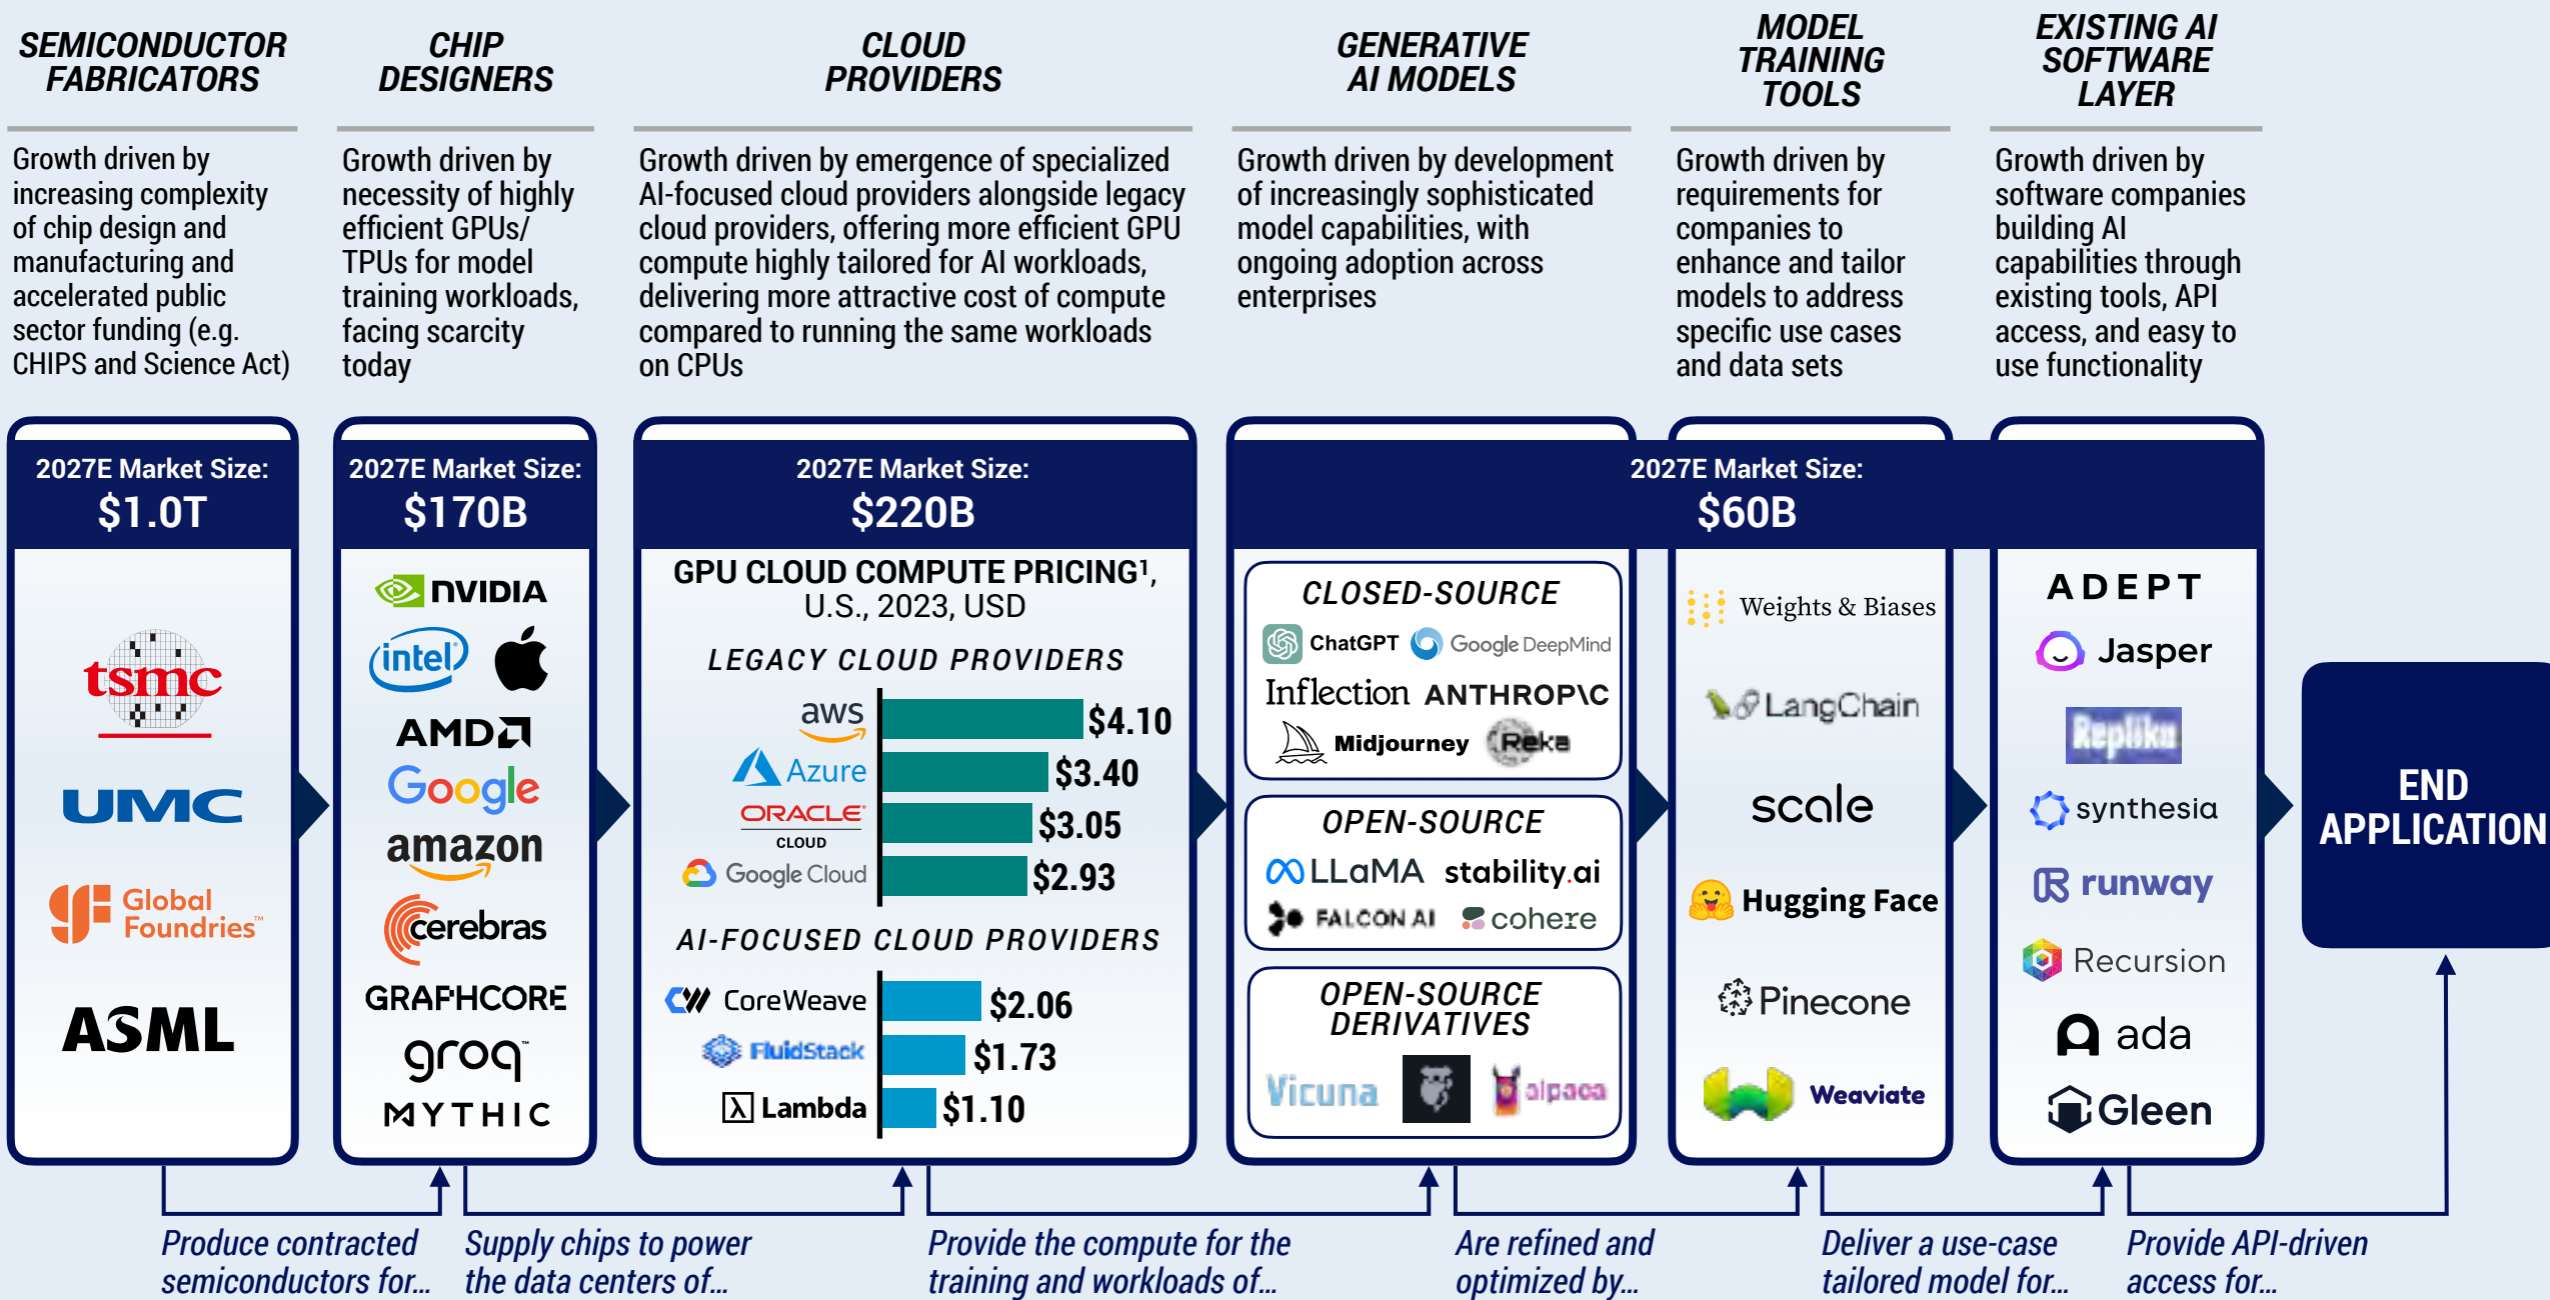 SEMICONDUCTOR
FABRICATORS
Growth driven by
increasing complexity
of chip design and
manufacturing and
accelerated public
sector funding (e.g.
CHIPS and Science Act)
2027E Market Size:
$1.0T
tsmc
UMC
Global
Foundries™
ASML
CHIP
DESIGNERS
Growth driven by
necessity of highly
efficient GPUs/
TPUs for model
training workloads,
facing scarcity
today
2027E Market Size:
$170B
NVIDIA
intel
AMD
Google
amazon
cerebras
GRAPHCORE
groq™
MYTHIC
CLOUD
PROVIDERS
Growth driven by emergence of specialized
AI-focused cloud providers alongside legacy
cloud providers, offering more efficient GPU
compute highly tailored for AI workloads,
delivering more attractive cost of compute
compared to running the same workloads
on CPUs
2027E Market Size:
$220B
GPU CLOUD COMPUTE PRICING¹,
U.S., 2023, USD
LEGACY CLOUD PROVIDERS
aws $4.10
Azure $3.40
ORACLE
CLOUD
$3.05
Google Cloud $2.93
AI-FOCUSED CLOUD PROVIDERS
CoreWeave $2.06
FluidStack $1.73
Lambda $1.10
GENERATIVE
AI MODELS
Growth driven by development
of increasingly sophisticated
model capabilities, with
ongoing adoption across
enterprises
MODEL
TRAINING
TOOLS
Growth driven by
requirements for
companies to
enhance and tailor
models to address
specific use cases
and data sets
EXISTING AI
SOFTWARE
LAYER
Growth driven by
software companies
building AI
capabilities through
existing tools, API
access, and easy to
use functionality
2027E Market Size:
$60B
CLOSED-SOURCE
ChatGPT Google DeepMind
Inflection ANTHROP\C
Midjourney Reka
OPEN-SOURCE
LLaMA stability.ai
FALCON AI cohere
OPEN-SOURCE
DERIVATIVES
Vicuna alpaca
Weights & Biases
LangChain
scale
Hugging Face
Pinecone
Weaviate
ADEPT
Jasper
Replika
synthesia
runway
Recursion
ada
Gleen
END
APPLICATION
Produce contracted
semiconductors for...
Supply chips to power
the data centers of...
Provide the compute for the
training and workloads of...
Are refined and
optimized by...
Deliver a use-case
tailored model for...
Provide API-driven
access for...